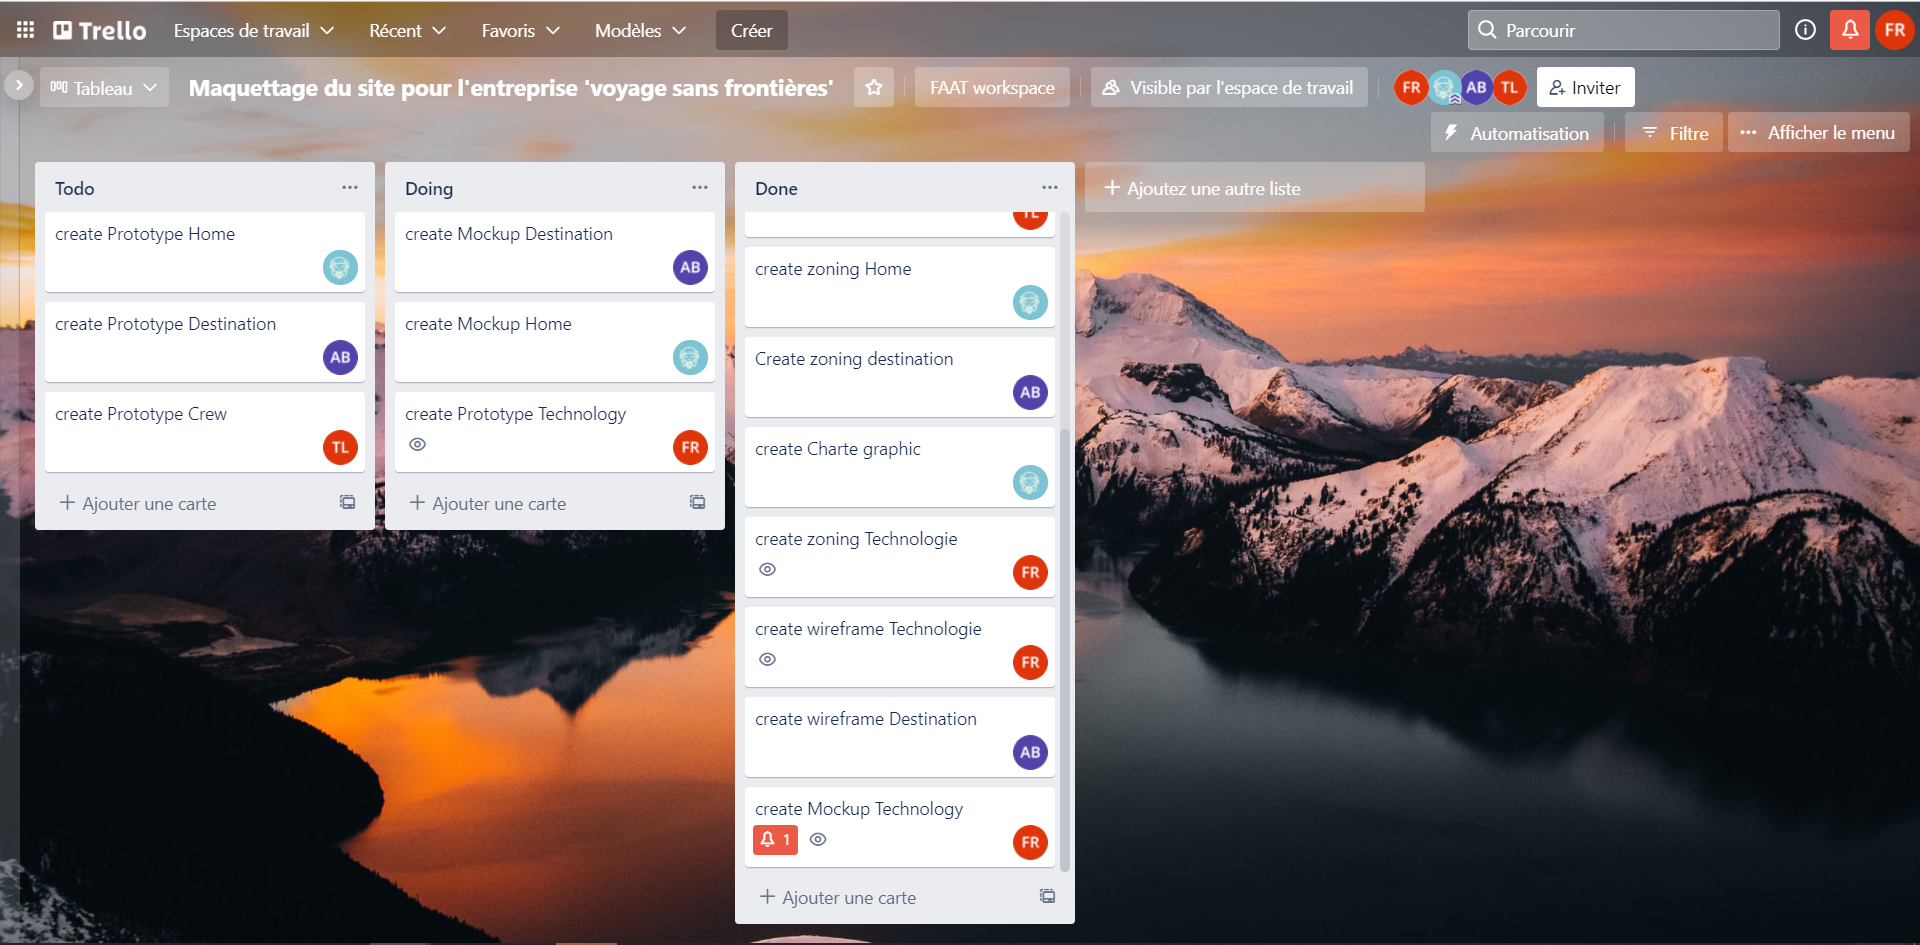 Trello Espaces de travail Récent Favoris Modèles Créer Parcourir FR
Tableau Maquettage du site pour l'entreprise 'voyage sans frontières' FAAT workspace Visible par l'espace de travail FR AB TL Inviter
Automatisation Filtre Afficher le menu
Todo
create Prototype Home
create Prototype Destination
AB
create Prototype Crew
TL
Ajouter une carte
Doing
create Mockup Destination
AB
create Mockup Home
create Prototype Technology
FR
Ajouter une carte
Done
TL
create zoning Home
Create zoning destination
AB
create Charte graphic
create zoning Technologie
FR
create wireframe Technologie
FR
create wireframe Destination
AB
create Mockup Technology
1
FR
Ajouter une carte
Ajoutez une autre liste